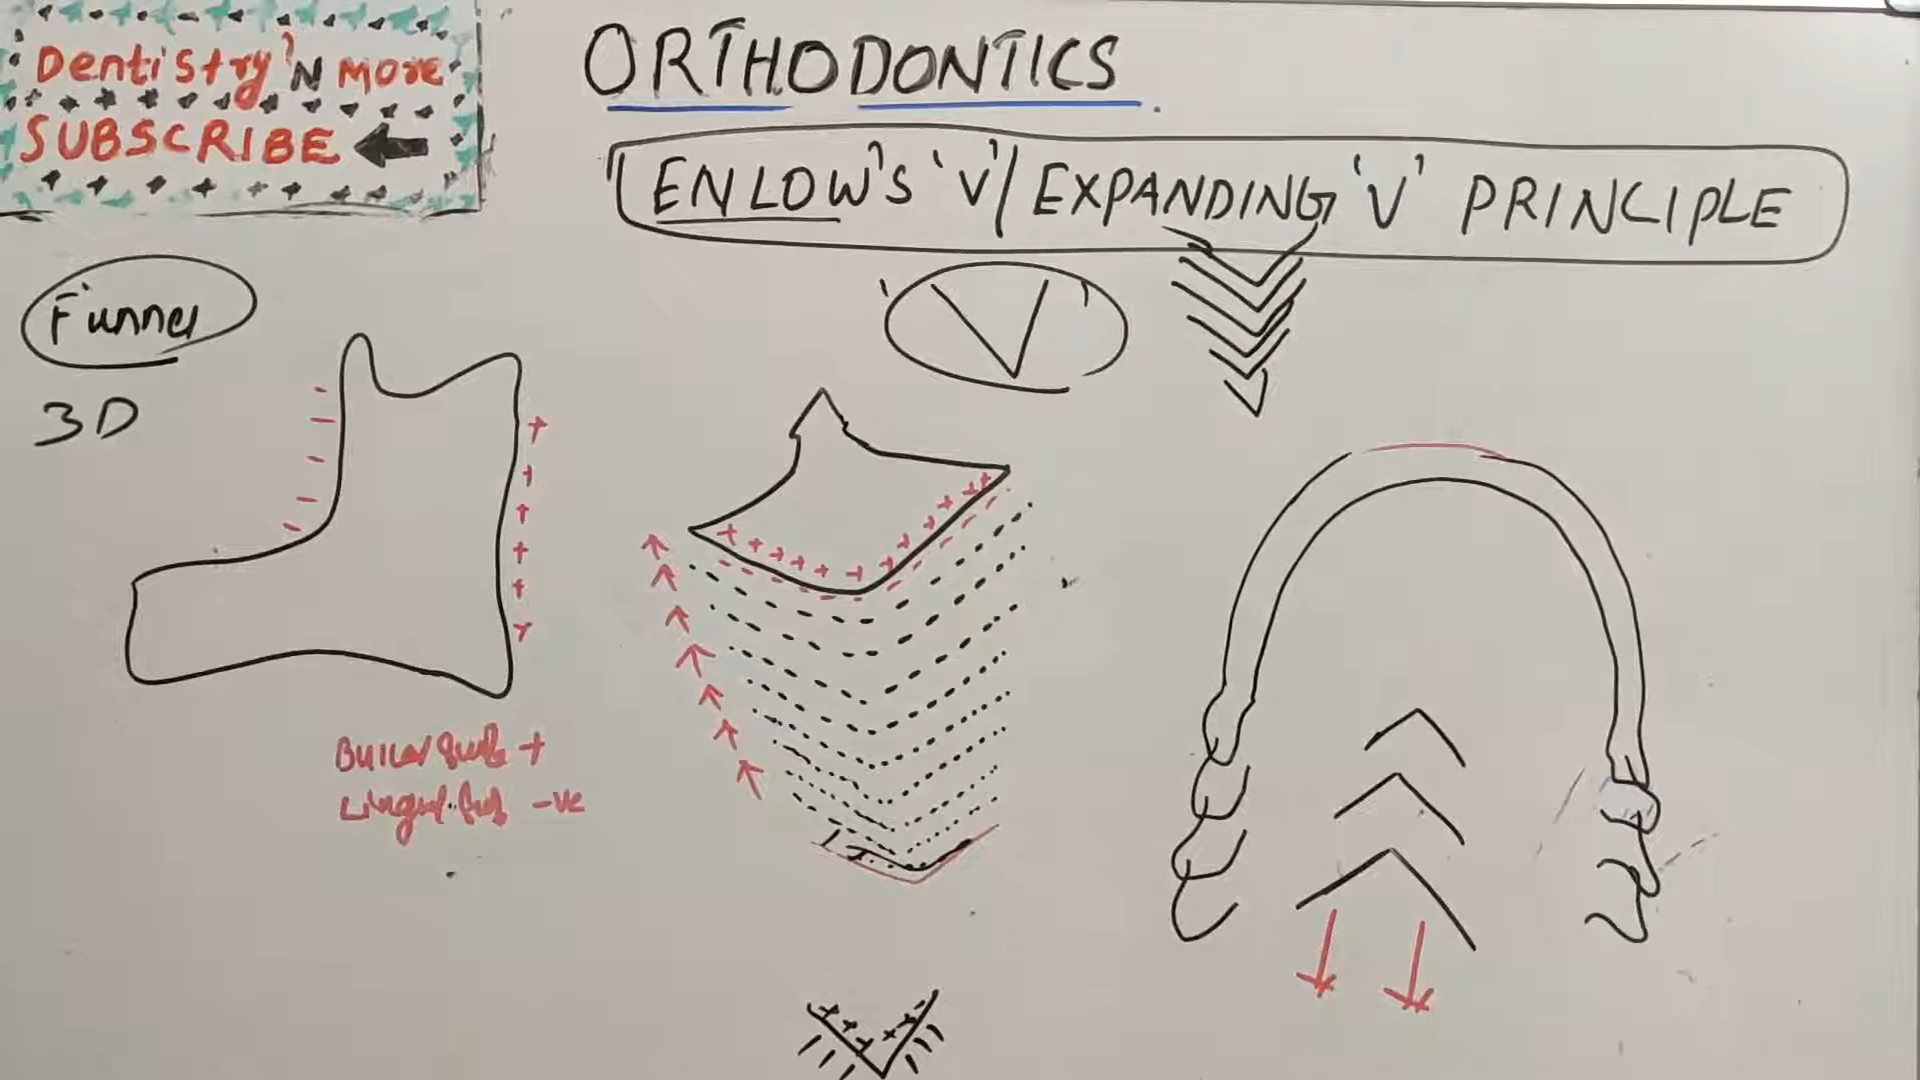 Dentistry'N MORE
SUBSCRIBE
ORTHODONTICS
ENLOW'S 'V'/ EXPANDING 'V' PRINCIPLE
Funnel
'V'
3D
+
-ve